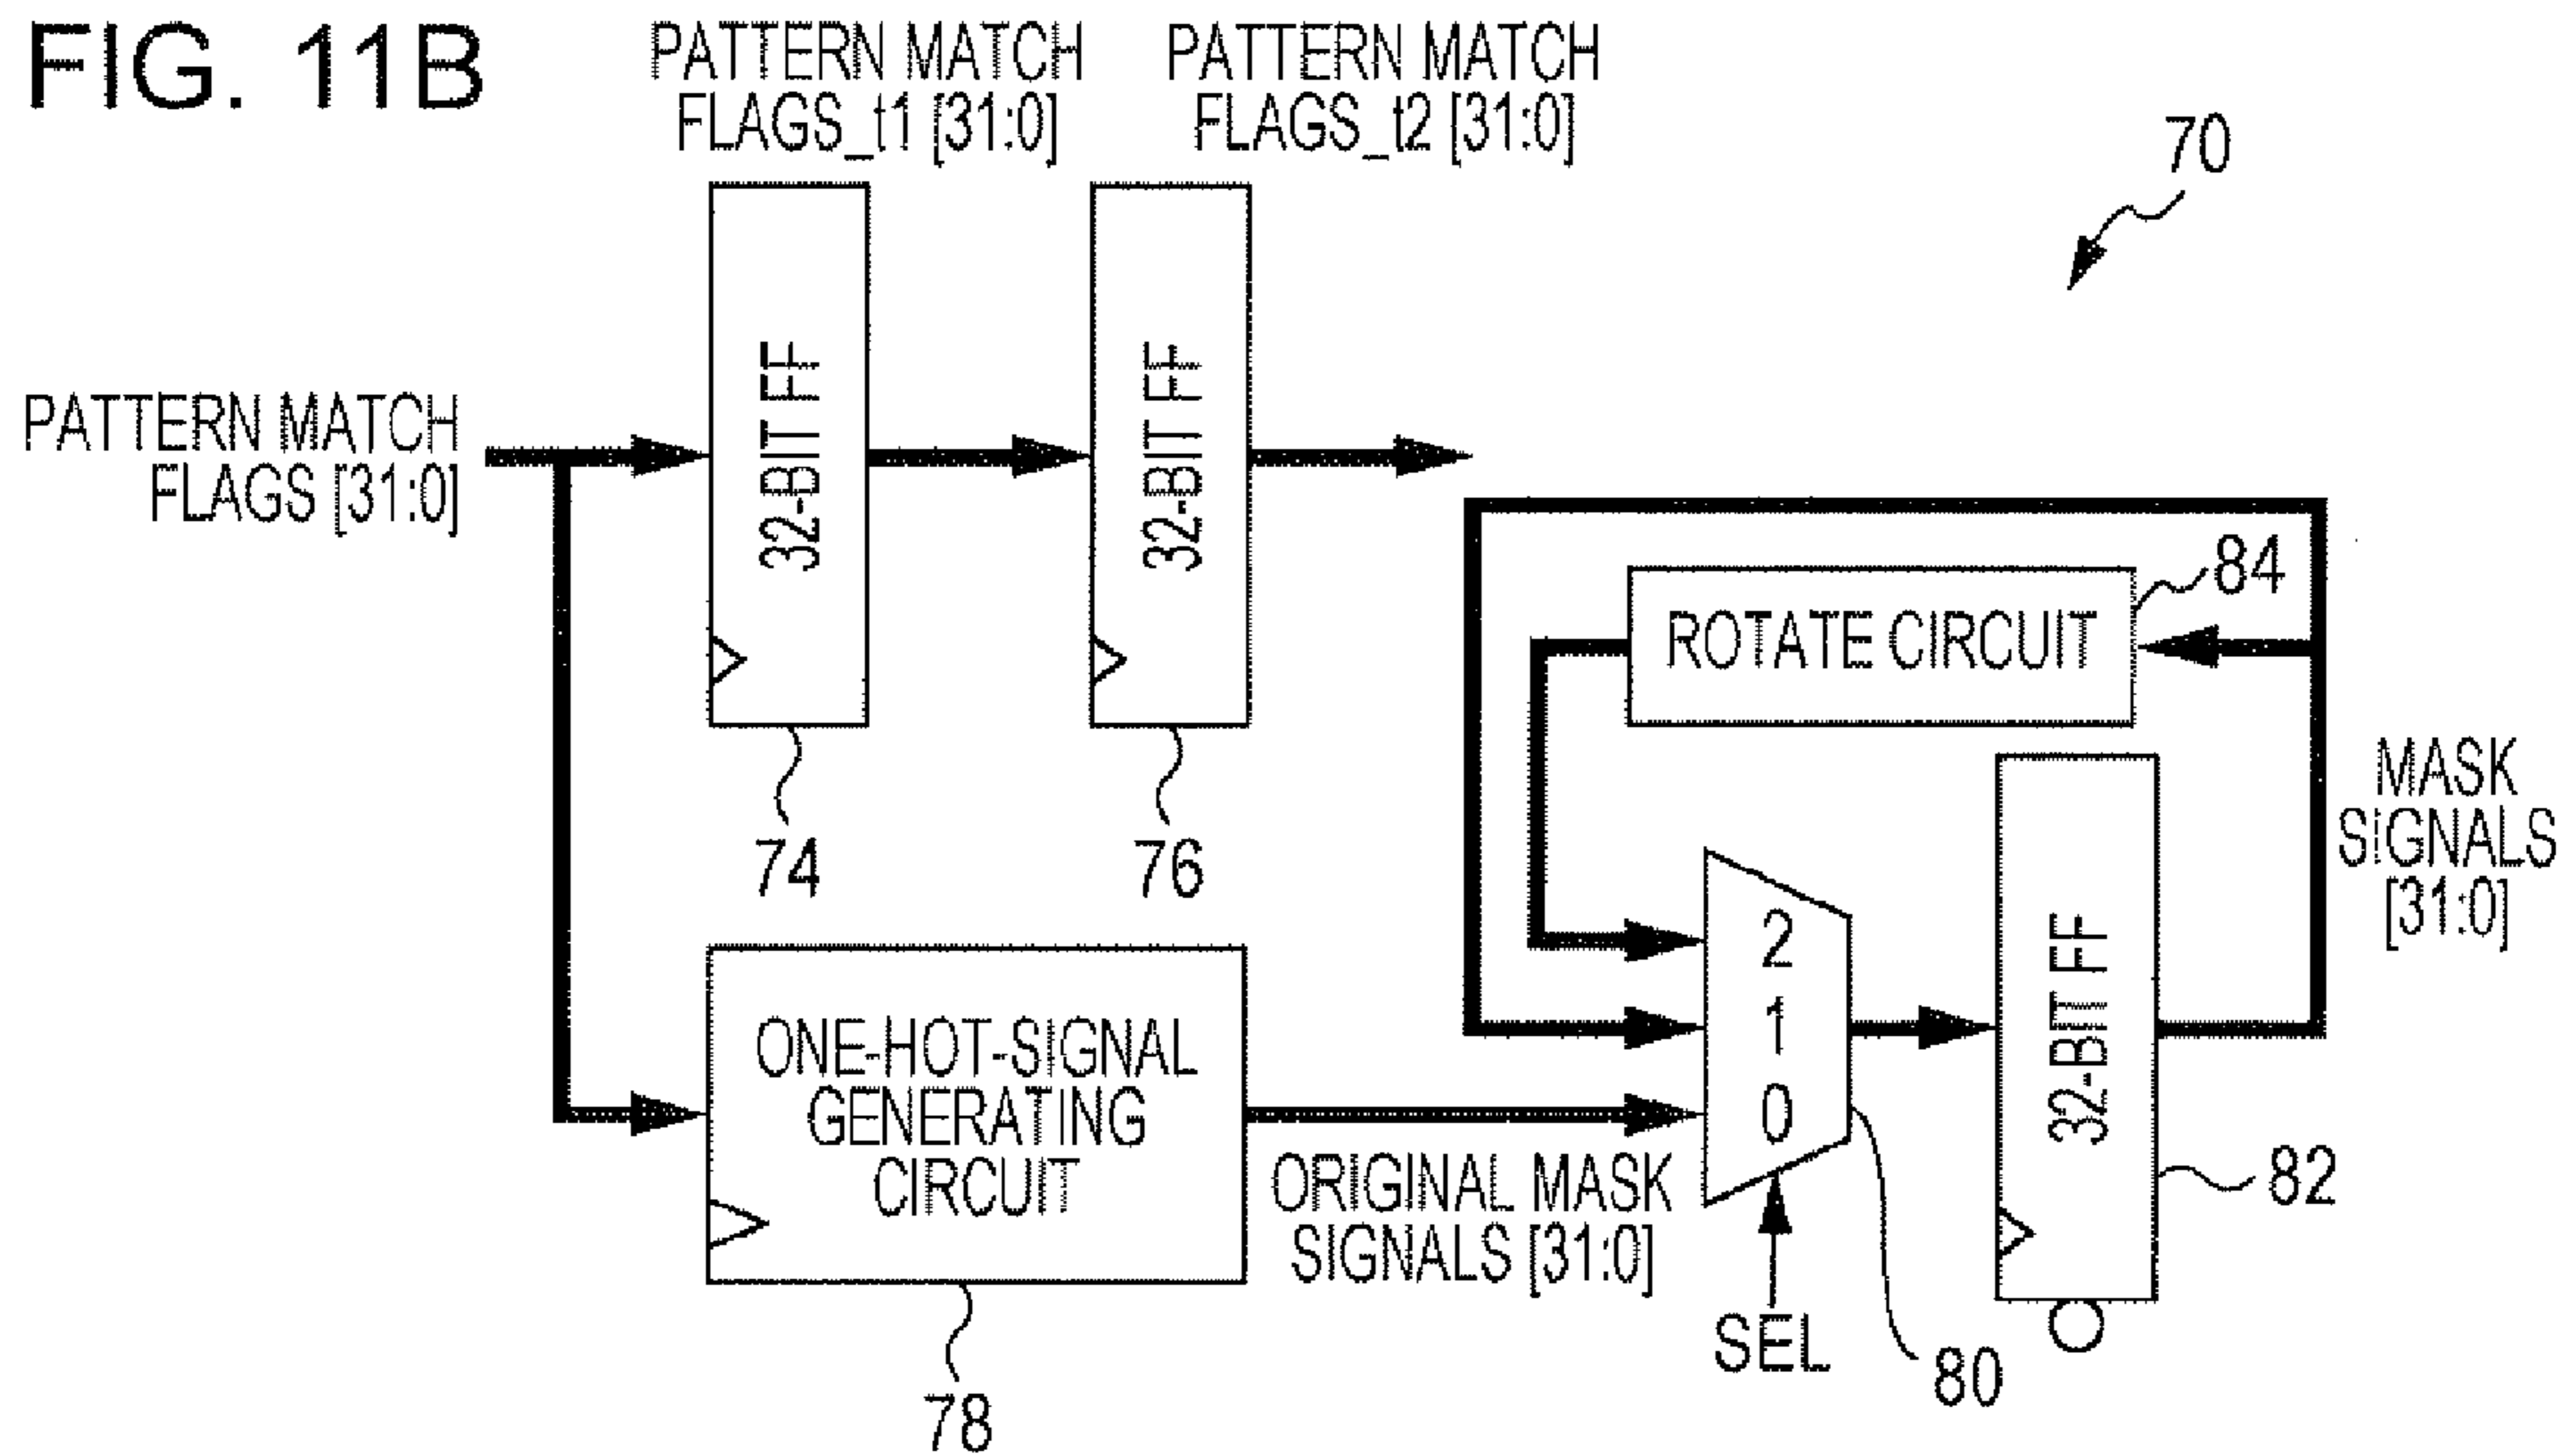 FIG. 11B
PATTERN MATCH
FLAGS_t1 [31:0]
PATTERN MATCH
FLAGS_t2 [31:0]
70
PATTERN MATCH
FLAGS [31:0]
32-BIT FF
32-BIT FF
84
ROTATE CIRCUIT
MASK
SIGNALS
[31:0]
74
76
2
1
0
32-BIT FF
ONE-HOT-SIGNAL
GENERATING
CIRCUIT
ORIGINAL MASK
SIGNALS [31:0]
82
SEL
80
78